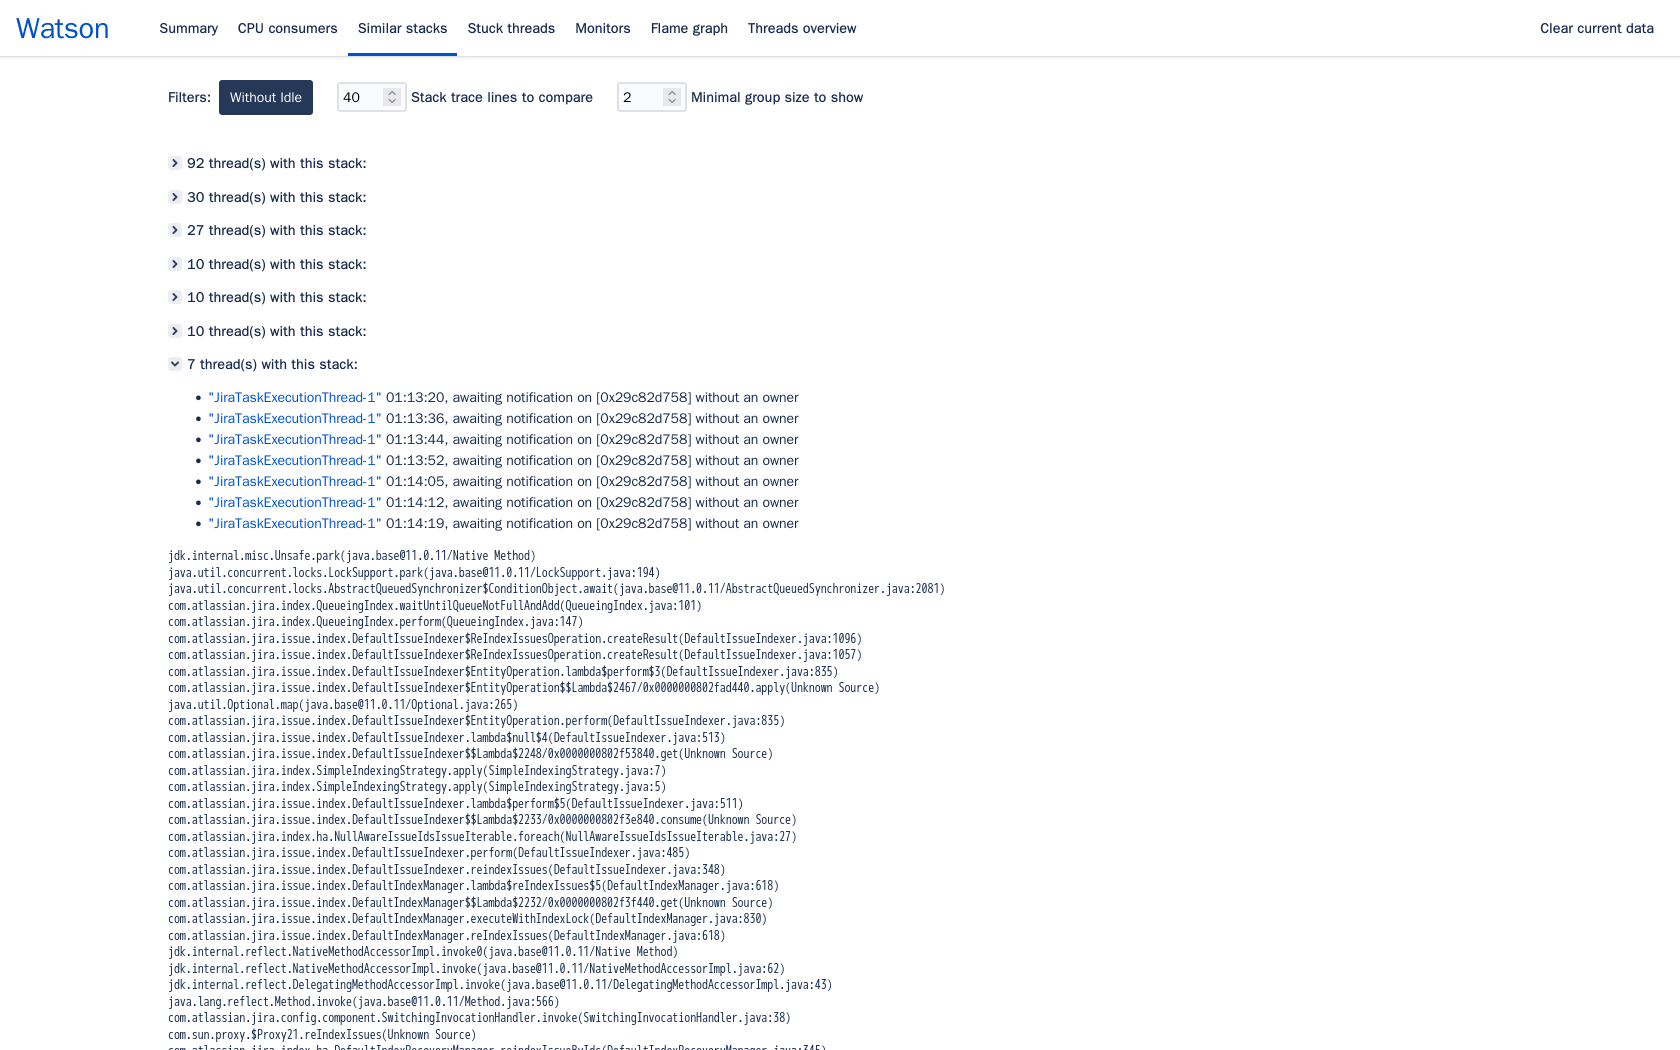 Watson
Summary CPU consumers Similar stacks Stuck threads Monitors Flame graph Threads overview Clear current data
Filters: Without Idle 40 Stack trace lines to compare 2 Minimal group size to show
92 thread(s) with this stack:
30 thread(s) with this stack:
27 thread(s) with this stack:
10 thread(s) with this stack:
10 thread(s) with this stack:
10 thread(s) with this stack:
7 thread(s) with this stack:
• "JiraTaskExecutionThread-1" 01:13:20, awaiting notification on [0x29c82d758] without an owner
• "JiraTaskExecutionThread-1" 01:13:36, awaiting notification on [0x29c82d758] without an owner
• "JiraTaskExecutionThread-1" 01:13:44, awaiting notification on [0x29c82d758] without an owner
• "JiraTaskExecutionThread-1" 01:13:52, awaiting notification on [0x29c82d758] without an owner
• "JiraTaskExecutionThread-1" 01:14:05, awaiting notification on [0x29c82d758] without an owner
• "JiraTaskExecutionThread-1" 01:14:12, awaiting notification on [0x29c82d758] without an owner
• "JiraTaskExecutionThread-1" 01:14:19, awaiting notification on [0x29c82d758] without an owner
jdk.internal.misc.Unsafe.park(java.base@11.0.11/Native Method)
java.util.concurrent.locks.LockSupport.park(java.base@11.0.11/LockSupport.java:194)
java.util.concurrent.locks.AbstractQueuedSynchronizer$ConditionObject.await(java.base@11.0.11/AbstractQueuedSynchronizer.java:2081)
com.atlassian.jira.index.QueueingIndex.waitUntilQueueNotFullAndAdd(QueueingIndex.java:101)
com.atlassian.jira.index.QueueingIndex.perform(QueueingIndex.java:147)
com.atlassian.jira.issue.index.DefaultIssueIndexer$ReIndexIssuesOperation.createResult(DefaultIssueIndexer.java:1096)
com.atlassian.jira.issue.index.DefaultIssueIndexer$ReIndexIssuesOperation.createResult(DefaultIssueIndexer.java:1057)
com.atlassian.jira.issue.index.DefaultIssueIndexer$EntityOperation.lambda$perform$3(DefaultIssueIndexer.java:835)
com.atlassian.jira.issue.index.DefaultIssueIndexer$EntityOperation$$Lambda$2467/0x0000000802fad440.apply(Unknown Source)
java.util.Optional.map(java.base@11.0.11/Optional.java:265)
com.atlassian.jira.issue.index.DefaultIssueIndexer$EntityOperation.perform(DefaultIssueIndexer.java:835)
com.atlassian.jira.issue.index.DefaultIssueIndexer.lambda$null$4(DefaultIssueIndexer.java:513)
com.atlassian.jira.issue.index.DefaultIssueIndexer$$Lambda$2248/0x0000000802f53840.get(Unknown Source)
com.atlassian.jira.index.SimpleIndexingStrategy.apply(SimpleIndexingStrategy.java:7)
com.atlassian.jira.index.SimpleIndexingStrategy.apply(SimpleIndexingStrategy.java:5)
com.atlassian.jira.issue.index.DefaultIssueIndexer.lambda$perform$5(DefaultIssueIndexer.java:511)
com.atlassian.jira.issue.index.DefaultIssueIndexer$$Lambda$2233/0x0000000802f3e840.consume(Unknown Source)
com.atlassian.jira.index.ha.NullAwareIssueIdsIssueIterable.foreach(NullAwareIssueIdsIssueIterable.java:27)
com.atlassian.jira.issue.index.DefaultIssueIndexer.perform(DefaultIssueIndexer.java:485)
com.atlassian.jira.issue.index.DefaultIssueIndexer.reindexIssues(DefaultIssueIndexer.java:348)
com.atlassian.jira.issue.index.DefaultIndexManager.lambda$reIndexIssues$5(DefaultIndexManager.java:618)
com.atlassian.jira.issue.index.DefaultIndexManager$$Lambda$2232/0x0000000802f3f440.get(Unknown Source)
com.atlassian.jira.issue.index.DefaultIndexManager.executeWithIndexLock(DefaultIndexManager.java:830)
com.atlassian.jira.issue.index.DefaultIndexManager.reIndexIssues(DefaultIndexManager.java:618)
jdk.internal.reflect.NativeMethodAccessorImpl.invoke0(java.base@11.0.11/Native Method)
jdk.internal.reflect.NativeMethodAccessorImpl.invoke(java.base@11.0.11/NativeMethodAccessorImpl.java:62)
jdk.internal.reflect.DelegatingMethodAccessorImpl.invoke(java.base@11.0.11/DelegatingMethodAccessorImpl.java:43)
java.lang.reflect.Method.invoke(java.base@11.0.11/Method.java:566)
com.atlassian.jira.config.component.SwitchingInvocationHandler.invoke(SwitchingInvocationHandler.java:38)
com.sun.proxy.$Proxy21.reIndexIssues(Unknown Source)
com.atlassian.jira.index.ha.DefaultIndexRecoveryManager.reindexIssueByIds(DefaultIndexRecoveryManager.java:345)